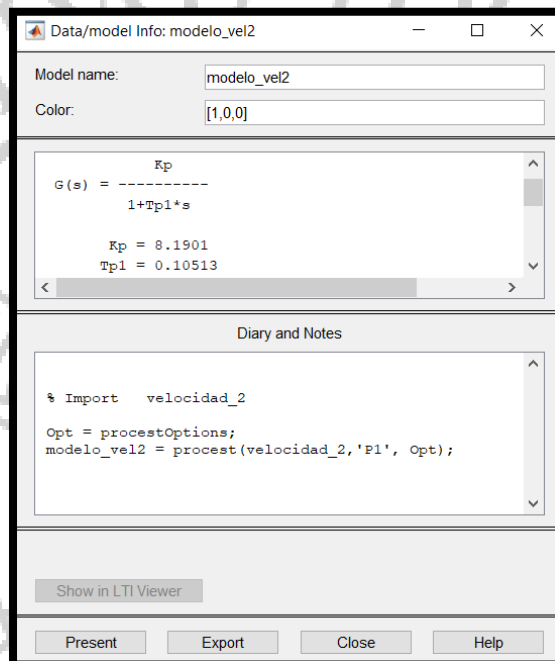 Data/model Info: modelo_vel2
Model name:
modelo_vel2
Color:
[1,0,0]
Kp
G(s) = ----------
1+Tp1*s
Kp = 8.1901
Tp1 = 0.10513
Diary and Notes
% Import   velocidad_2
Opt = procestOptions;
modelo_vel2 = procest(velocidad_2,'P1', Opt);
Show in LTI Viewer
Present
Export
Close
Help